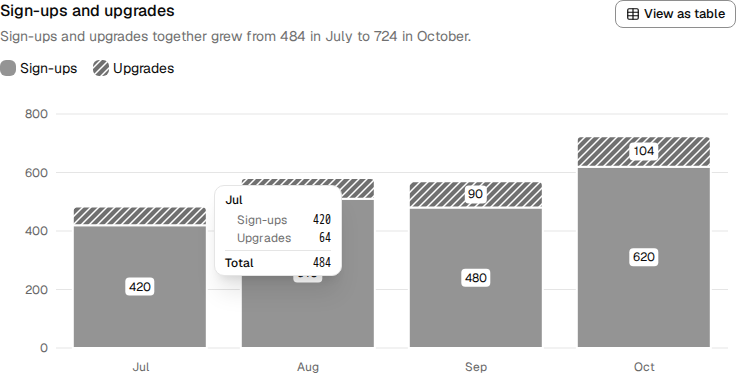 Sign-ups and upgrades
View as table
Sign-ups and upgrades together grew from 484 in July to 724 in October.
Sign-ups
Upgrades
800
600
400
200
0
104
90
420
480
620
Jul
Sign-ups 420
Upgrades 64
Total 484
Jul
Aug
Sep
Oct